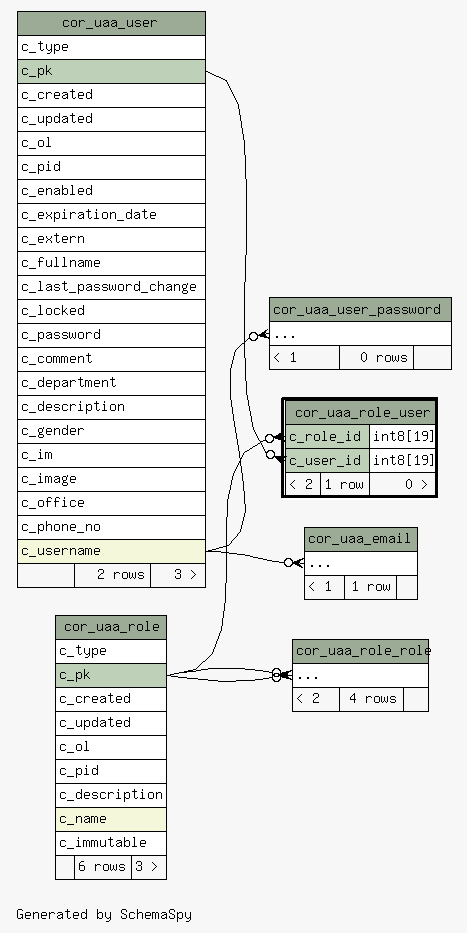 cor_uaa_user
c_type
c_pk
c_created
c_updated
c_ol
c_pid
c_enabled
c_expiration_date
c_extern
c_fullname
c_last_password_change
c_locked
c_password
c_comment
c_department
c_description
c_gender
c_im
c_image
c_office
c_phone_no
c_username
2 rows 3 >
cor_uaa_user_password
...
< 1 0 rows
cor_uaa_role_user
c_role_id int8[19]
c_user_id int8[19]
< 2 1 row 0 >
cor_uaa_email
...
< 1 1 row
cor_uaa_role
c_type
c_pk
c_created
c_updated
c_ol
c_pid
c_description
c_name
c_immutable
6 rows 3 >
cor_uaa_role_role
...
< 2 4 rows
Generated by SchemaSpy